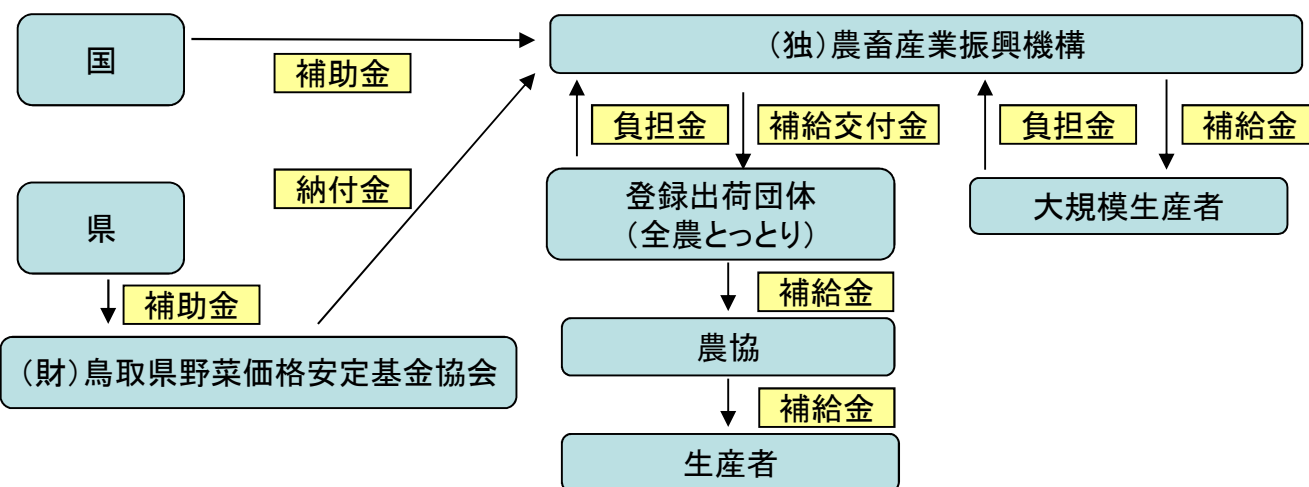 国
補助金
(独)農畜産業振興機構
負担金
補給交付金
負担金
補給金
納付金
県
補助金
(財)鳥取県野菜価格安定基金協会
登録出荷団体
(全農とっとり)
大規模生産者
補給金
農協
補給金
生産者